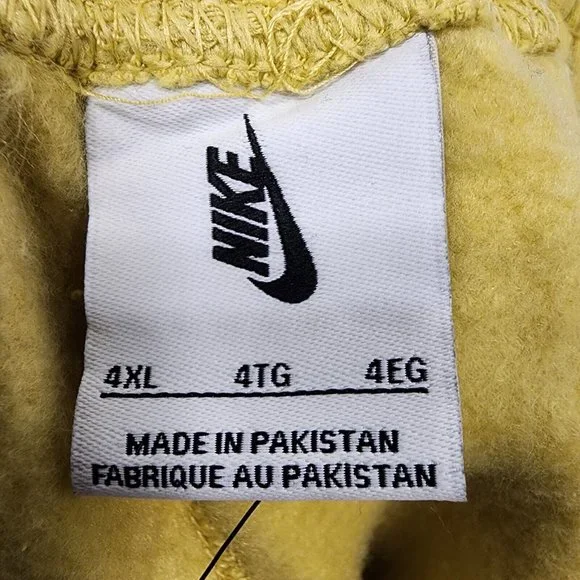 NIKE
4XL 4TG 4EG
MADE IN PAKISTAN
FABRIQUE AU PAKISTAN